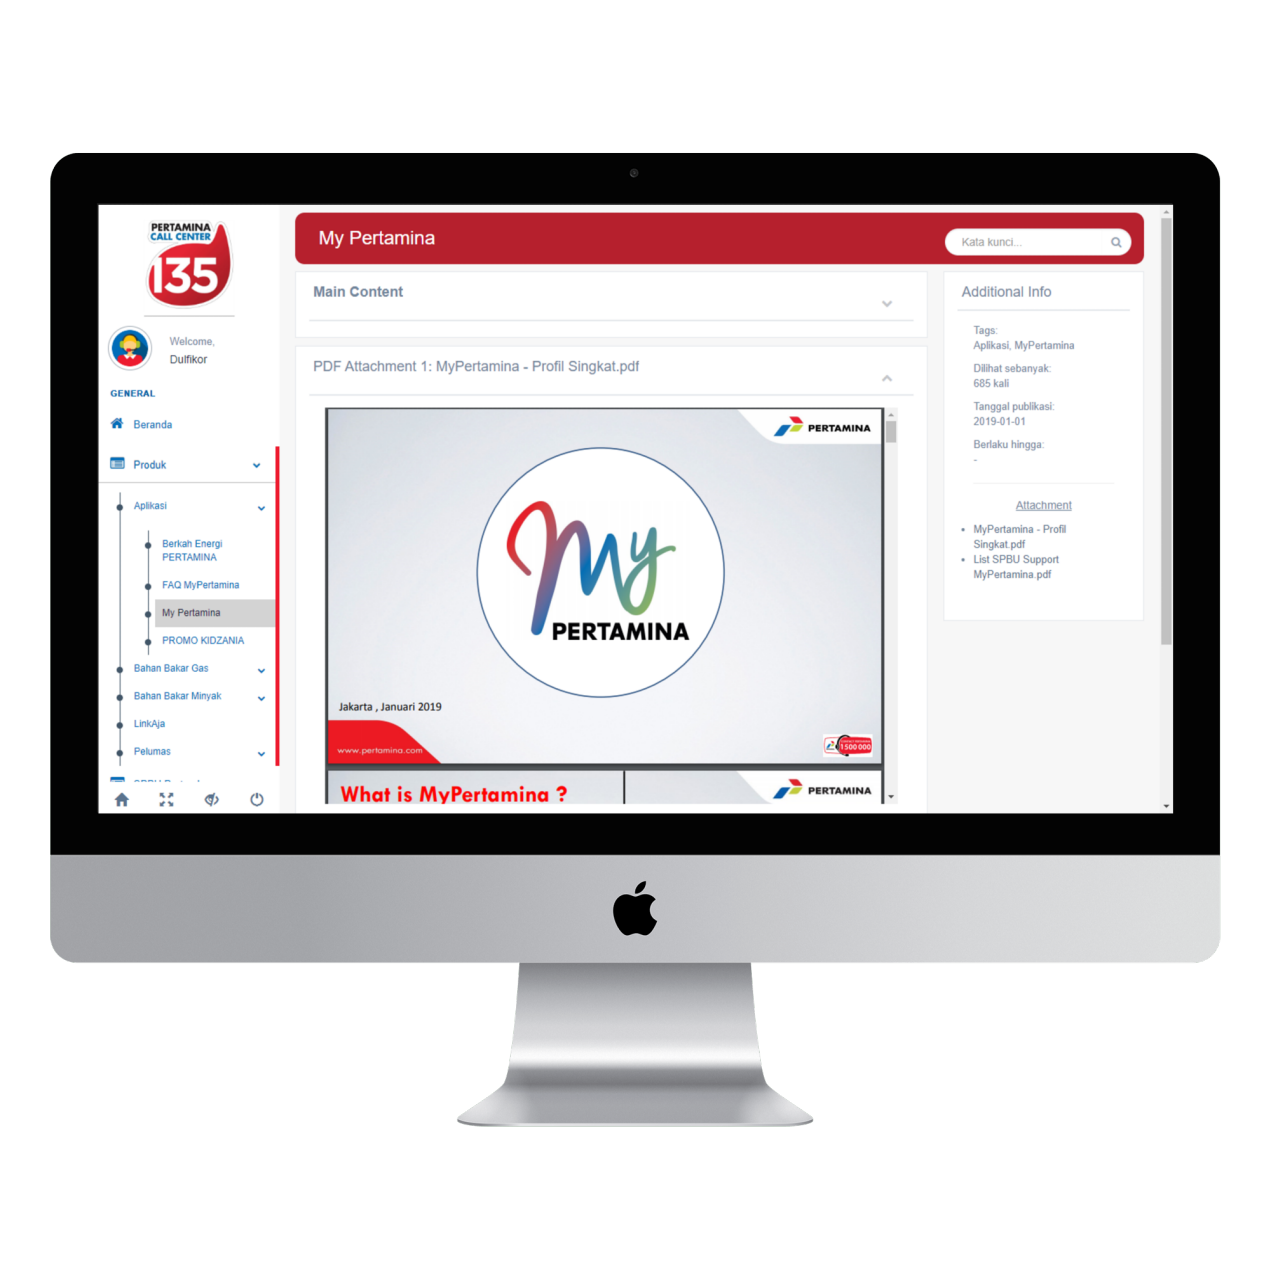 PERTAMINA
CALL CENTER
135
Welcome,
Dulfikor
GENERAL
Beranda
Produk
Aplikasi
Berkah Energi
PERTAMINA
FAQ MyPertamina
My Pertamina
PROMO KIDZANIA
Bahan Bakar Gas
Bahan Bakar Minyak
LinkAja
Pelumas
My Pertamina
Kata kunci...
Main Content
PDF Attachment 1: MyPertamina - Profil Singkat.pdf
PERTAMINA
My
PERTAMINA
Jakarta , Januari 2019
www.pertamina.com
1 500 000
What is MyPertamina ?
PERTAMINA
Additional Info
Tags:
Aplikasi, MyPertamina
Dilihat sebanyak:
685 kali
Tanggal publikasi:
2019-01-01
Berlaku hingga:
-
Attachment
MyPertamina - Profil
Singkat.pdf
List SPBU Support
MyPertamina.pdf